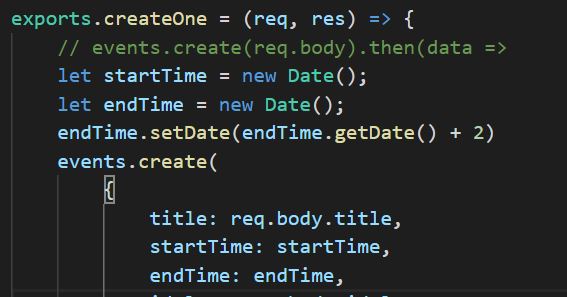 exports.createOne = (req, res) => {
// events.create(req.body).then(data =>
let startTime = new Date();
let endTime = new Date();
endTime.setDate(endTime.getDate() + 2)
events.create(
{
title: req.body.title,
startTime: startTime,
endTime: endTime,